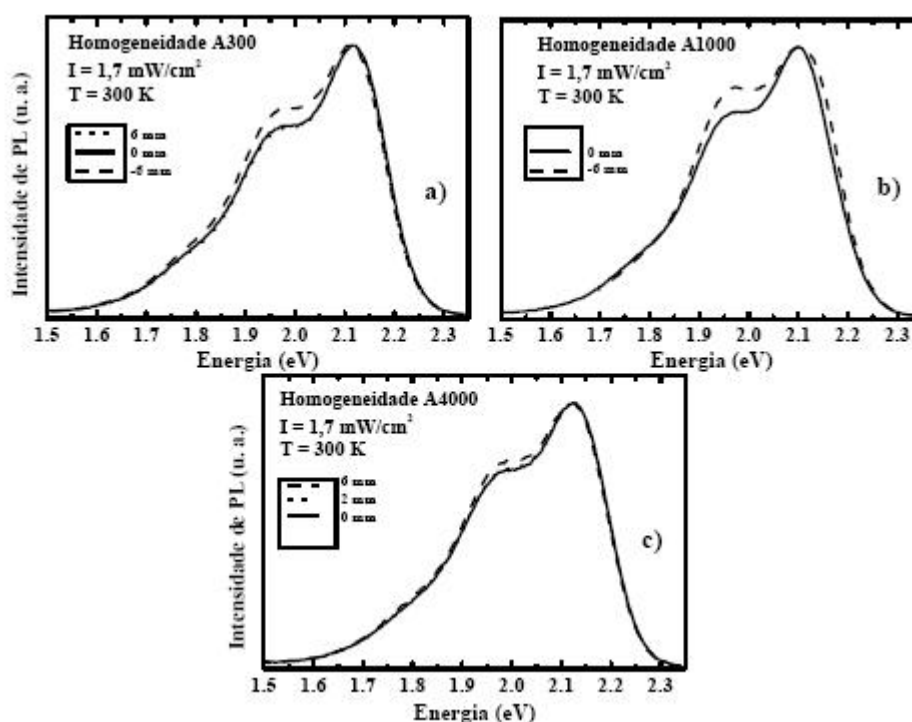 Homogeneidade A300
I = 1,7 mW/cm²
T = 300 K
6 mm
0 mm
-6 mm
a)
Intensidade de PL (u. a.)
1.5 1.6 1.7 1.8 1.9 2.0 2.1 2.2 2.3
Energia (eV)
Homogeneidade A1000
I = 1,7 mW/cm²
T = 300 K
0 mm
-6 mm
b)
1.5 1.6 1.7 1.8 1.9 2.0 2.1 2.2 2.3
Energia (eV)
Homogeneidade A4000
I = 1,7 mW/cm²
T = 300 K
6 mm
2 mm
0 mm
c)
Intensidade de PL (u. a.)
1.5 1.6 1.7 1.8 1.9 2.0 2.1 2.2 2.3
Energia (eV)